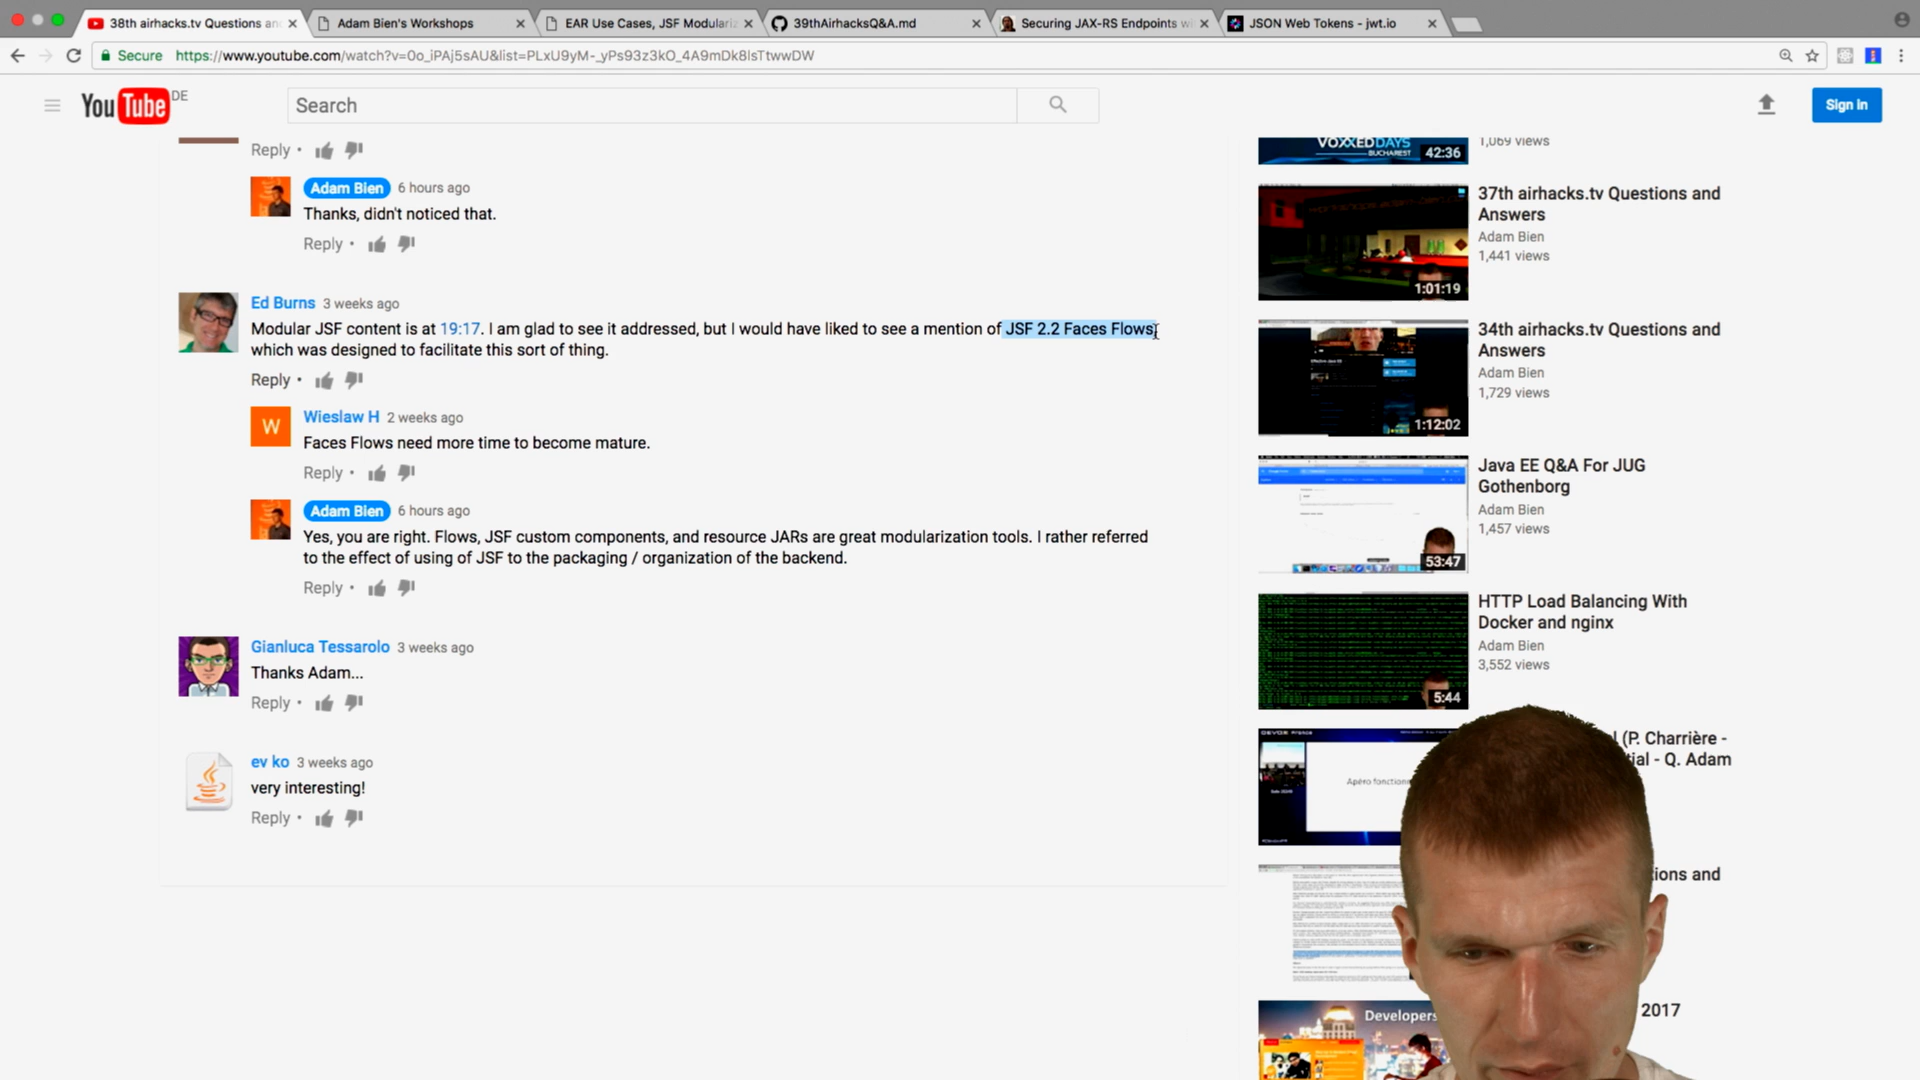 38th airhacks.tv Questions an
Adam Bien's Workshops
EAR Use Cases, JSF Modulariz
39thAirhacksQ&A.md
Securing JAX-RS Endpoints wi
JSON Web Tokens - jwt.io
Secure
https://www.youtube.com/watch?v=0o_iPAj5sAU&list=PLxU9yM-_yPs93z3kO_4A9mDk8lsTtwwDW
YouTube DE
Search
Sign in
Reply •
Adam Bien 6 hours ago
Thanks, didn't noticed that.
Reply •
Ed Burns 3 weeks ago
Modular JSF content is at 19:17. I am glad to see it addressed, but I would have liked to see a mention of JSF 2.2 Faces Flows,
which was designed to facilitate this sort of thing.
Reply •
W
Wieslaw H 2 weeks ago
Faces Flows need more time to become mature.
Reply •
Adam Bien 6 hours ago
Yes, you are right. Flows, JSF custom components, and resource JARs are great modularization tools. I rather referred
to the effect of using of JSF to the packaging / organization of the backend.
Reply •
Gianluca Tessarolo 3 weeks ago
Thanks Adam...
Reply •
ev ko 3 weeks ago
very interesting!
Reply •
VOXXEDDAYS
BUCHAREST
42:36
1,069 views
37th airhacks.tv Questions and
Answers
Adam Bien
1,441 views
1:01:19
34th airhacks.tv Questions and
Answers
Adam Bien
1,729 views
1:12:02
Java EE Q&A For JUG
Gothenborg
Adam Bien
1,457 views
53:47
HTTP Load Balancing With
Docker and nginx
Adam Bien
3,552 views
5:44
l (P. Charrière -
tial - Q. Adam
Apéro fonction
tions and
2017
Developers